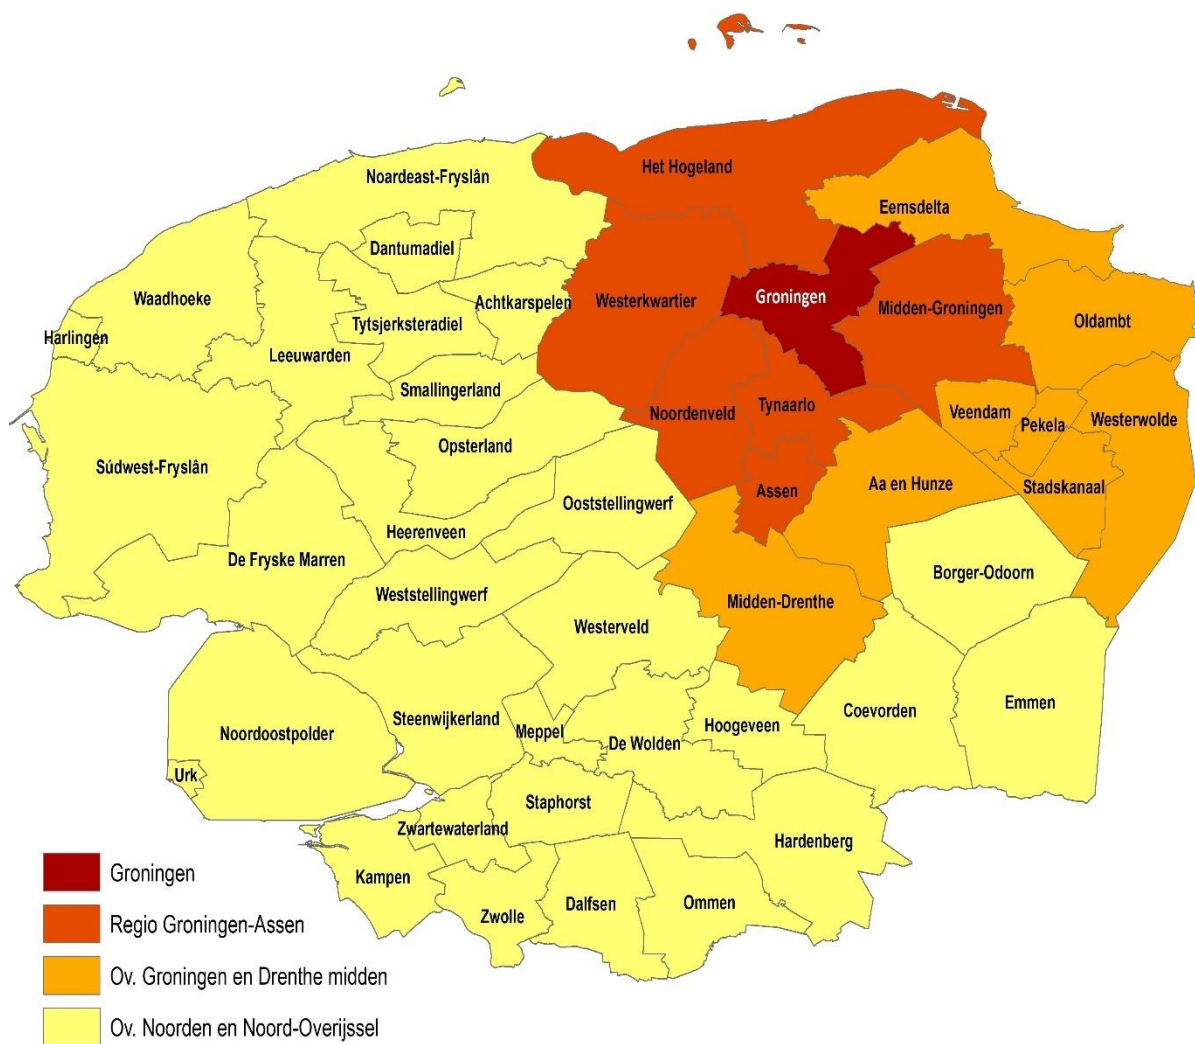 Noardeast-Fryslân
Het Hogeland
Eemsdelta
Dantumadiel
Waadhoeke
Achtkarspelen
Westerkwartier
Groningen
Midden-Groningen
Oldambt
Harlingen
Tytsjerksteradiel
Leeuwarden
Smallingerland
Noordenveld
Tynaarlo
Veendam
Pekela
Westerwolde
Opsterland
Súdwest-Fryslân
Assen
Aa en Hunze
Stadskanaal
Ooststellingwerf
Heerenveen
De Fryske Marren
Borger-Odoorn
Weststellingwerf
Midden-Drenthe
Westerveld
Steenwijkerland
Noordoostpolder
Meppel
De Wolden
Hoogeveen
Coevorden
Emmen
Urk
Staphorst
Zwartewaterland
Hardenberg
Kampen
Zwolle
Dalfsen
Ommen
Groningen
Regio Groningen-Assen
Ov. Groningen en Drenthe midden
Ov. Noorden en Noord-Overijssel